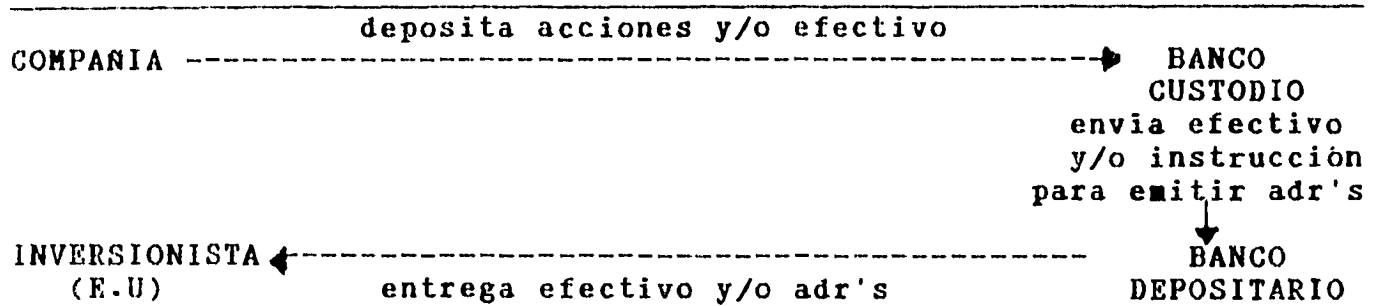 deposita acciones y/o efectivo
COMPAÑIA
BANCO
CUSTODIO
envia efectivo
y/o instrucción
para emitir adr's
INVERSIONISTA
BANCO
(E.U)
entrega efectivo y/o adr's
DEPOSITARIO